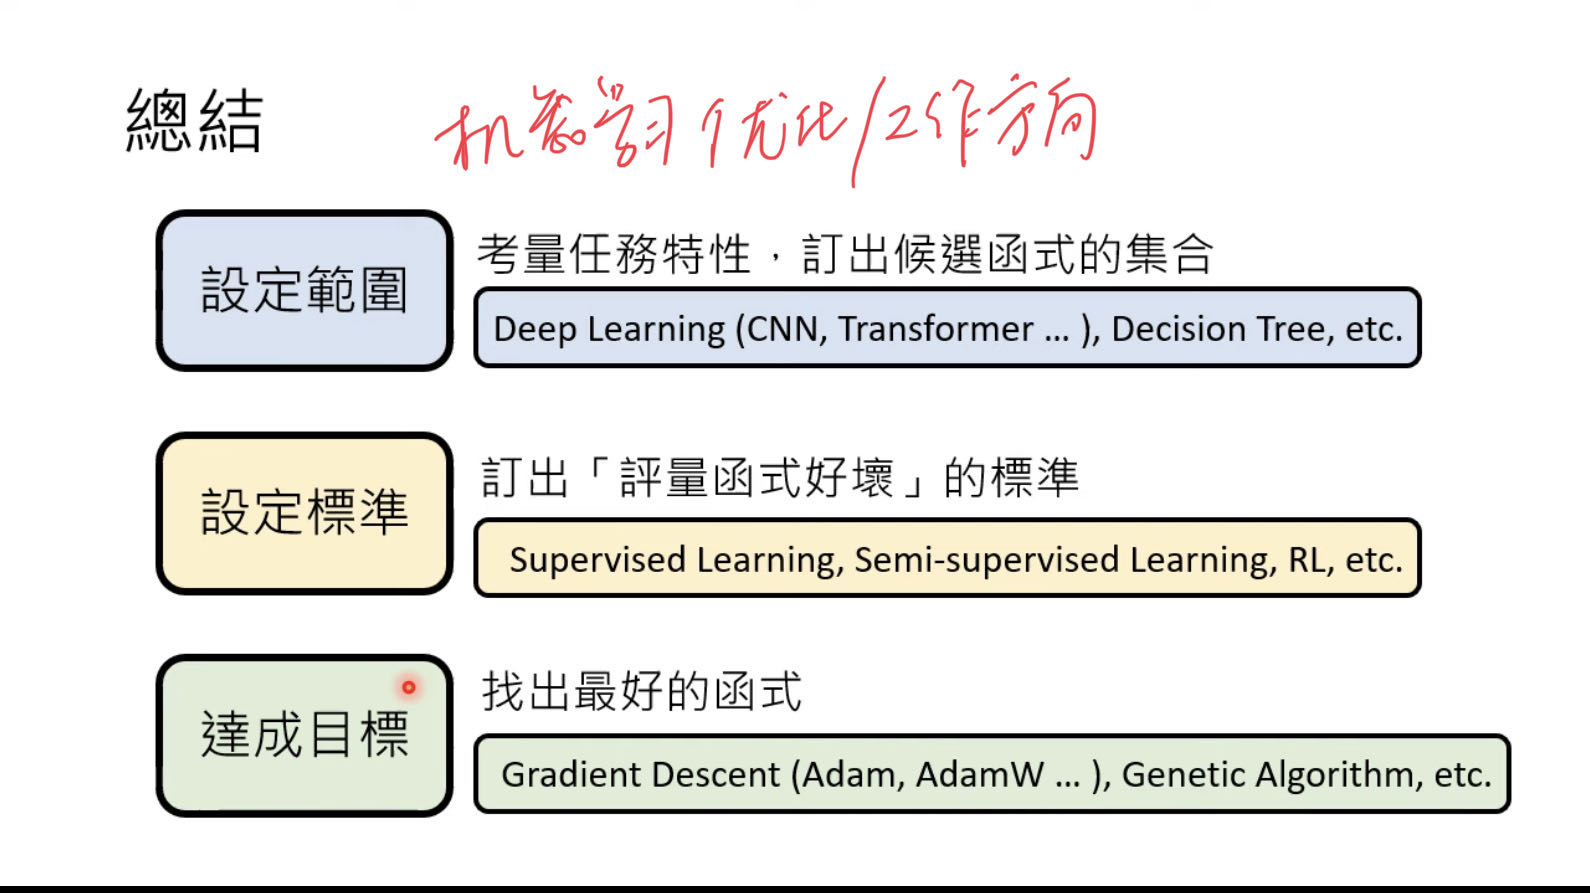 總結
机器学习优化/工作方向
設定範圍
考量任務特性，訂出候選函式的集合
Deep Learning (CNN, Transformer ... ), Decision Tree, etc.
設定標準
訂出「評量函式好壞」的標準
Supervised Learning, Semi-supervised Learning, RL, etc.
達成目標
找出最好的函式
Gradient Descent (Adam, AdamW ... ), Genetic Algorithm, etc.